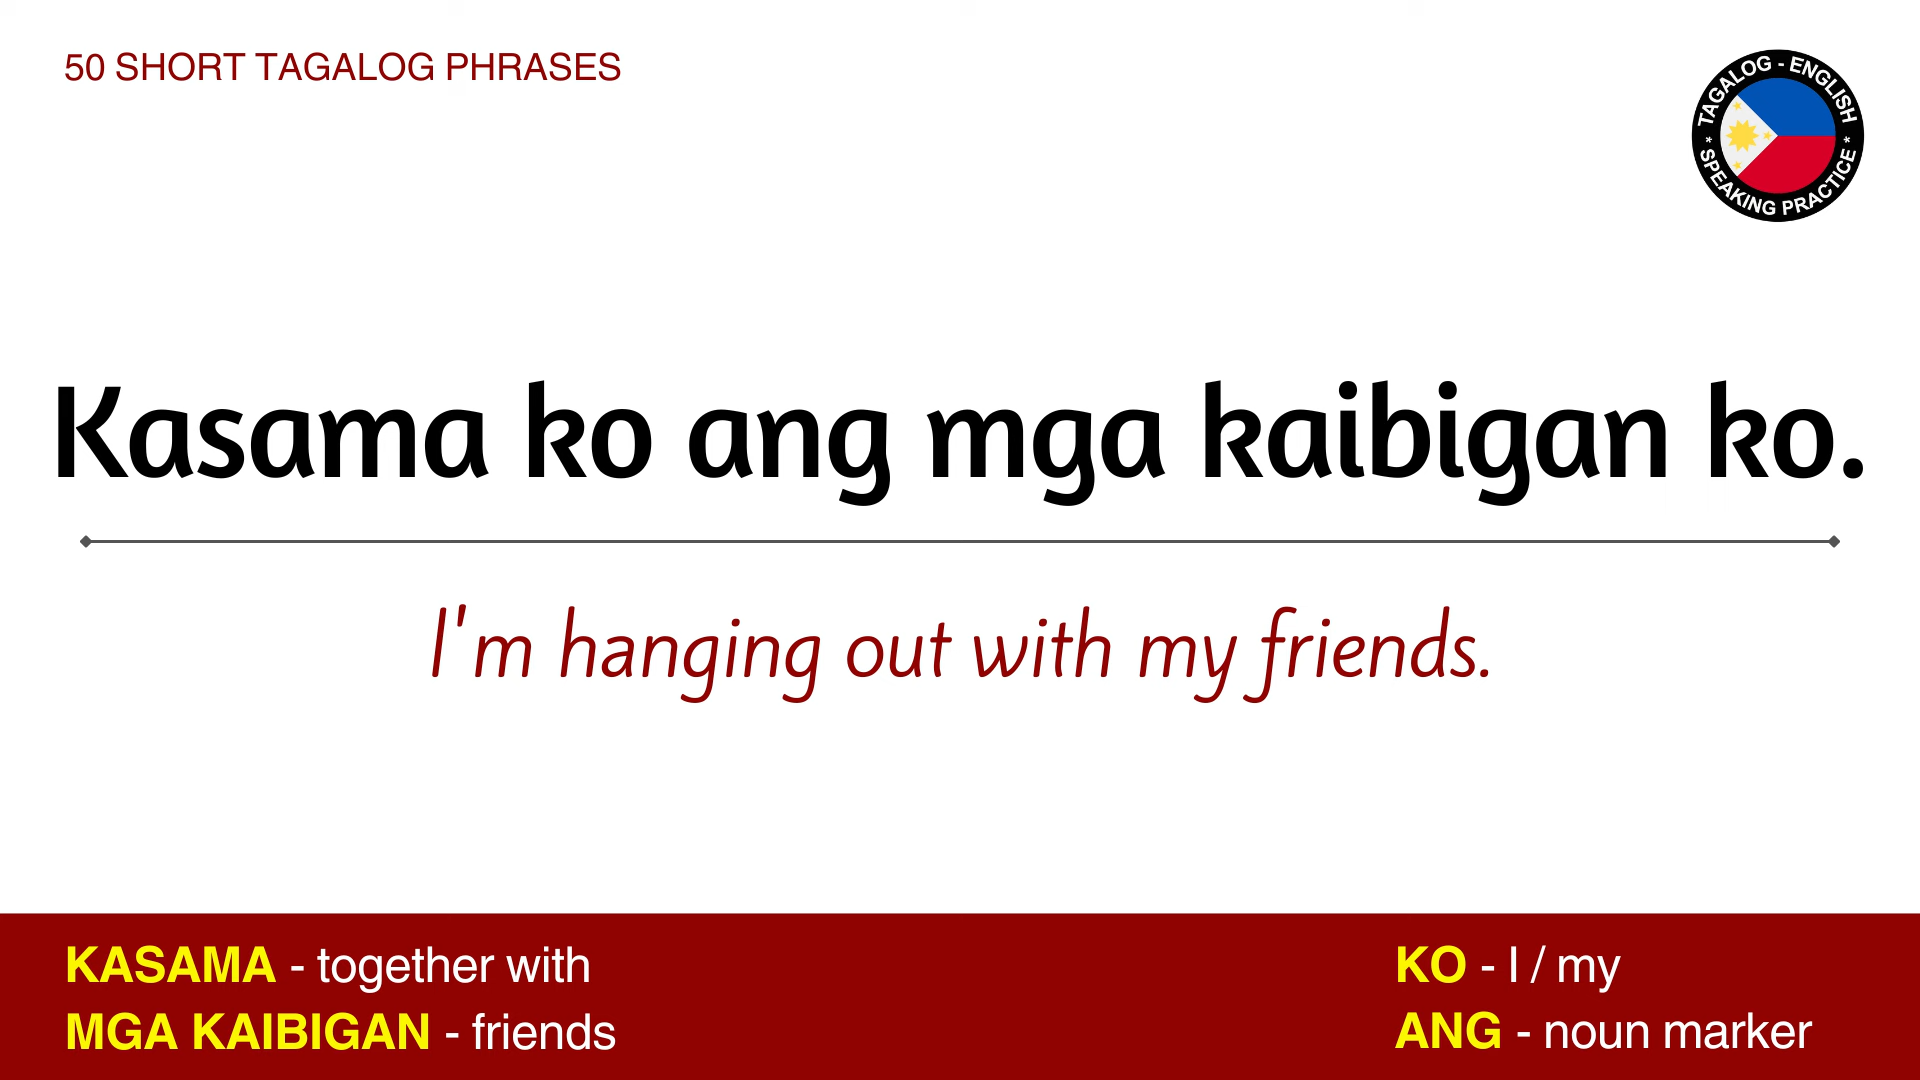 50 SHORT TAGALOG PHRASES
TAGALOG - ENGLISH
* SPEAKING PRACTICE *
Kasama ko ang mga kaibigan ko.
I'm hanging out with my friends.
KASAMA - together with
MGA KAIBIGAN - friends
KO - I / my
ANG - noun marker